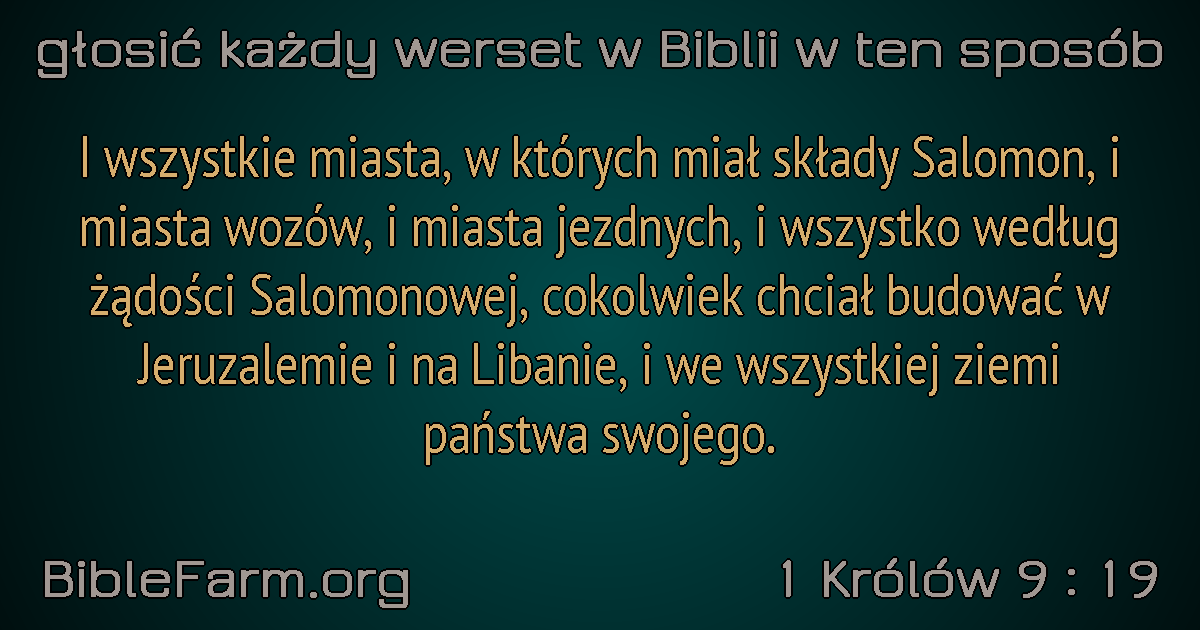 głosić każdy werset w Biblii w ten sposób
I wszystkie miasta, w których miał składy Salomon, i
miasta wozów, i miasta jezdnych, i wszystko według
żądości Salomonowej, cokolwiek chciał budować w
Jeruzalemie i na Libanie, i we wszystkiej ziemi
państwa swojego.
BibleFarm.org
1 Królów 9 : 19